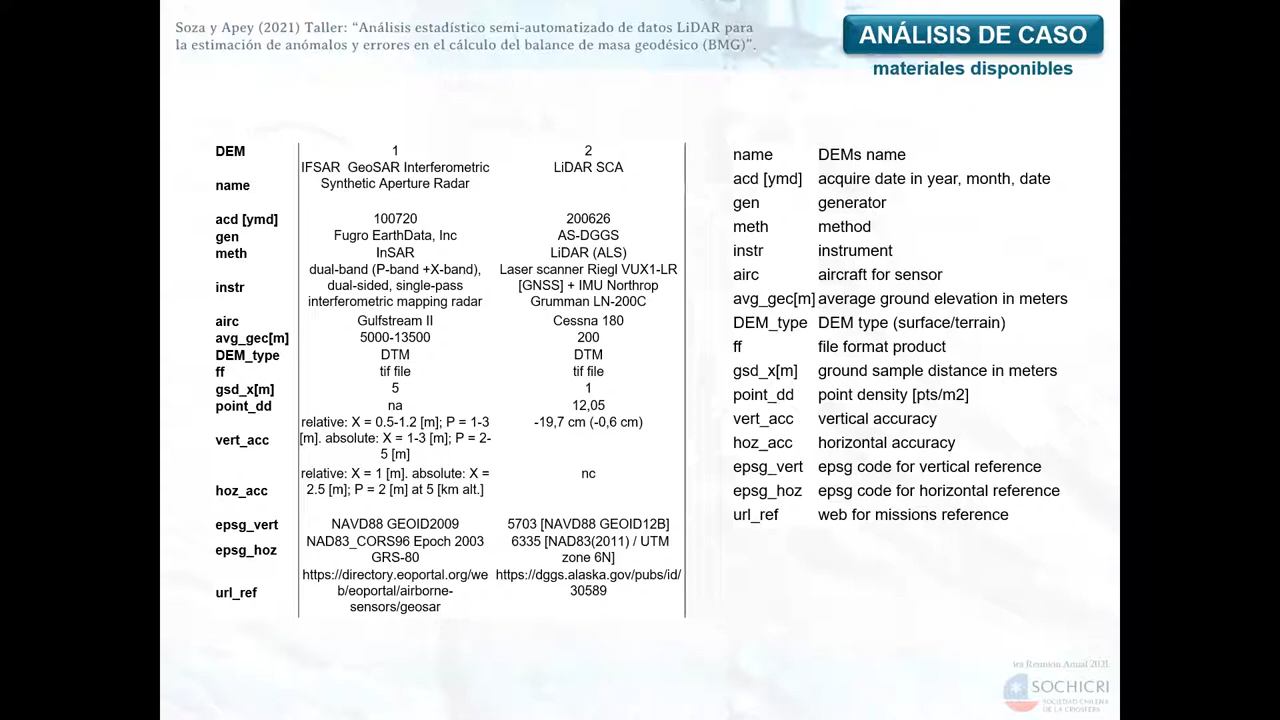 Soza y Apey (2021) Taller: “Análisis estadístico semi-automatizado de datos LiDAR para
la estimación de anómalos y errores en el cálculo del balance de masa geodésico (BMG)”.
ANÁLISIS DE CASO
materiales disponibles
DEM 1 2
name IFSAR GeoSAR Interferometric LiDAR SCA
Synthetic Aperture Radar
acd [ymd] 100720 200626
gen Fugro EarthData, Inc AS-DGGS
meth InSAR LiDAR (ALS)
instr dual-band (P-band +X-band), Laser scanner Riegl VUX1-LR
dual-sided, single-pass [GNSS] + IMU Northrop
interferometric mapping radar Grumman LN-200C
airc Gulfstream II Cessna 180
avg_gec[m] 5000-13500 200
DEM_type DTM DTM
ff tif file tif file
gsd_x[m] 5 1
point_dd na 12,05
vert_acc relative: X = 0.5-1.2 [m]; P = 1-3 -19,7 cm (-0,6 cm)
[m]. absolute: X = 1-3 [m]; P = 2-
5 [m]
hoz_acc relative: X = 1 [m]. absolute: X = nc
2.5 [m]; P = 2 [m] at 5 [km alt.]
epsg_vert NAVD88 GEOID2009 5703 [NAVD88 GEOID12B]
epsg_hoz NAD83_CORS96 Epoch 2003 6335 [NAD83(2011) / UTM
GRS-80 zone 6N]
url_ref https://directory.eoportal.org/we https://dggs.alaska.gov/pubs/id/
b/eoportal/airborne- 30589
sensors/geosar
name DEMs name
acd [ymd] acquire date in year, month, date
gen generator
meth method
instr instrument
airc aircraft for sensor
avg_gec[m] average ground elevation in meters
DEM_type DEM type (surface/terrain)
ff file format product
gsd_x[m] ground sample distance in meters
point_dd point density [pts/m2]
vert_acc vertical accuracy
hoz_acc horizontal accuracy
epsg_vert epsg code for vertical reference
epsg_hoz epsg code for horizontal reference
url_ref web for missions reference
1era Reunion Anual 2021
SOCHICRI
SOCIEDAD CHILENA
DE LA CRIÓSFERA